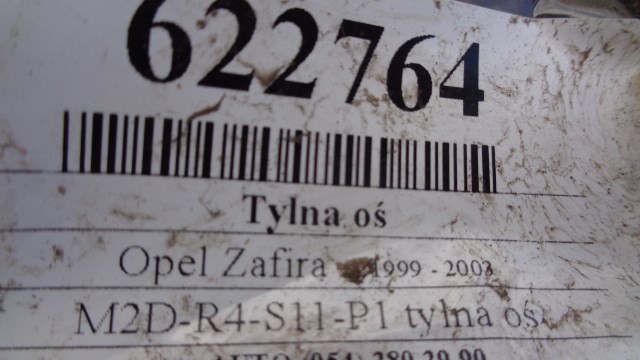 622764
Tylna oś
Opel Zafira 1999 - 2003
M2D-R4-S11-P1 tylna oś